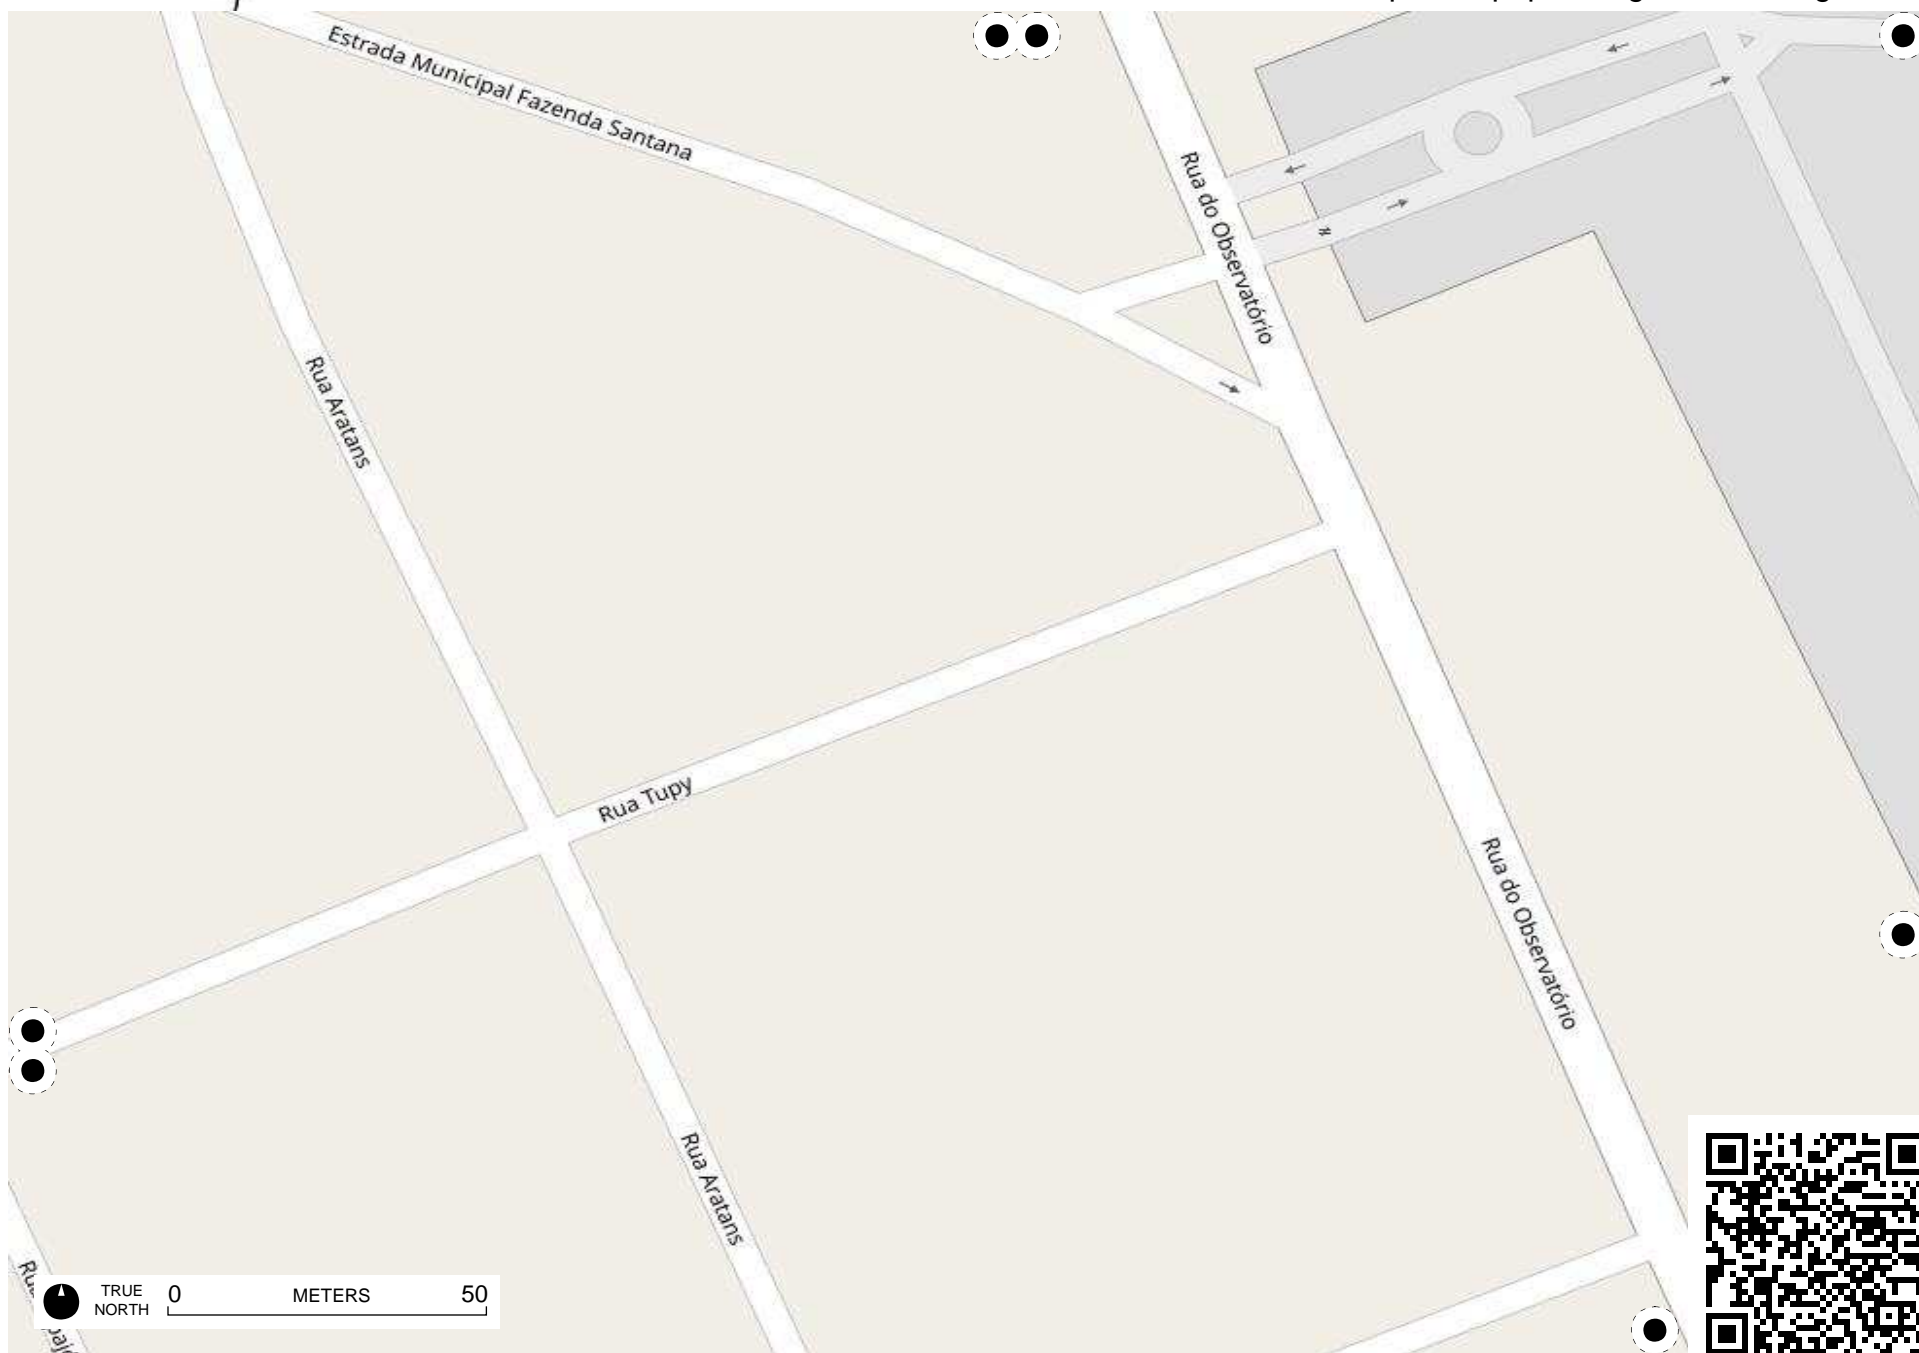 Estrada Municipal Fazenda Santana
Rua do Observatório
Rua Aratans
Rua Tupy
Rua do Observatório
Rua Aratans
TRUE
NORTH
0 METERS 50